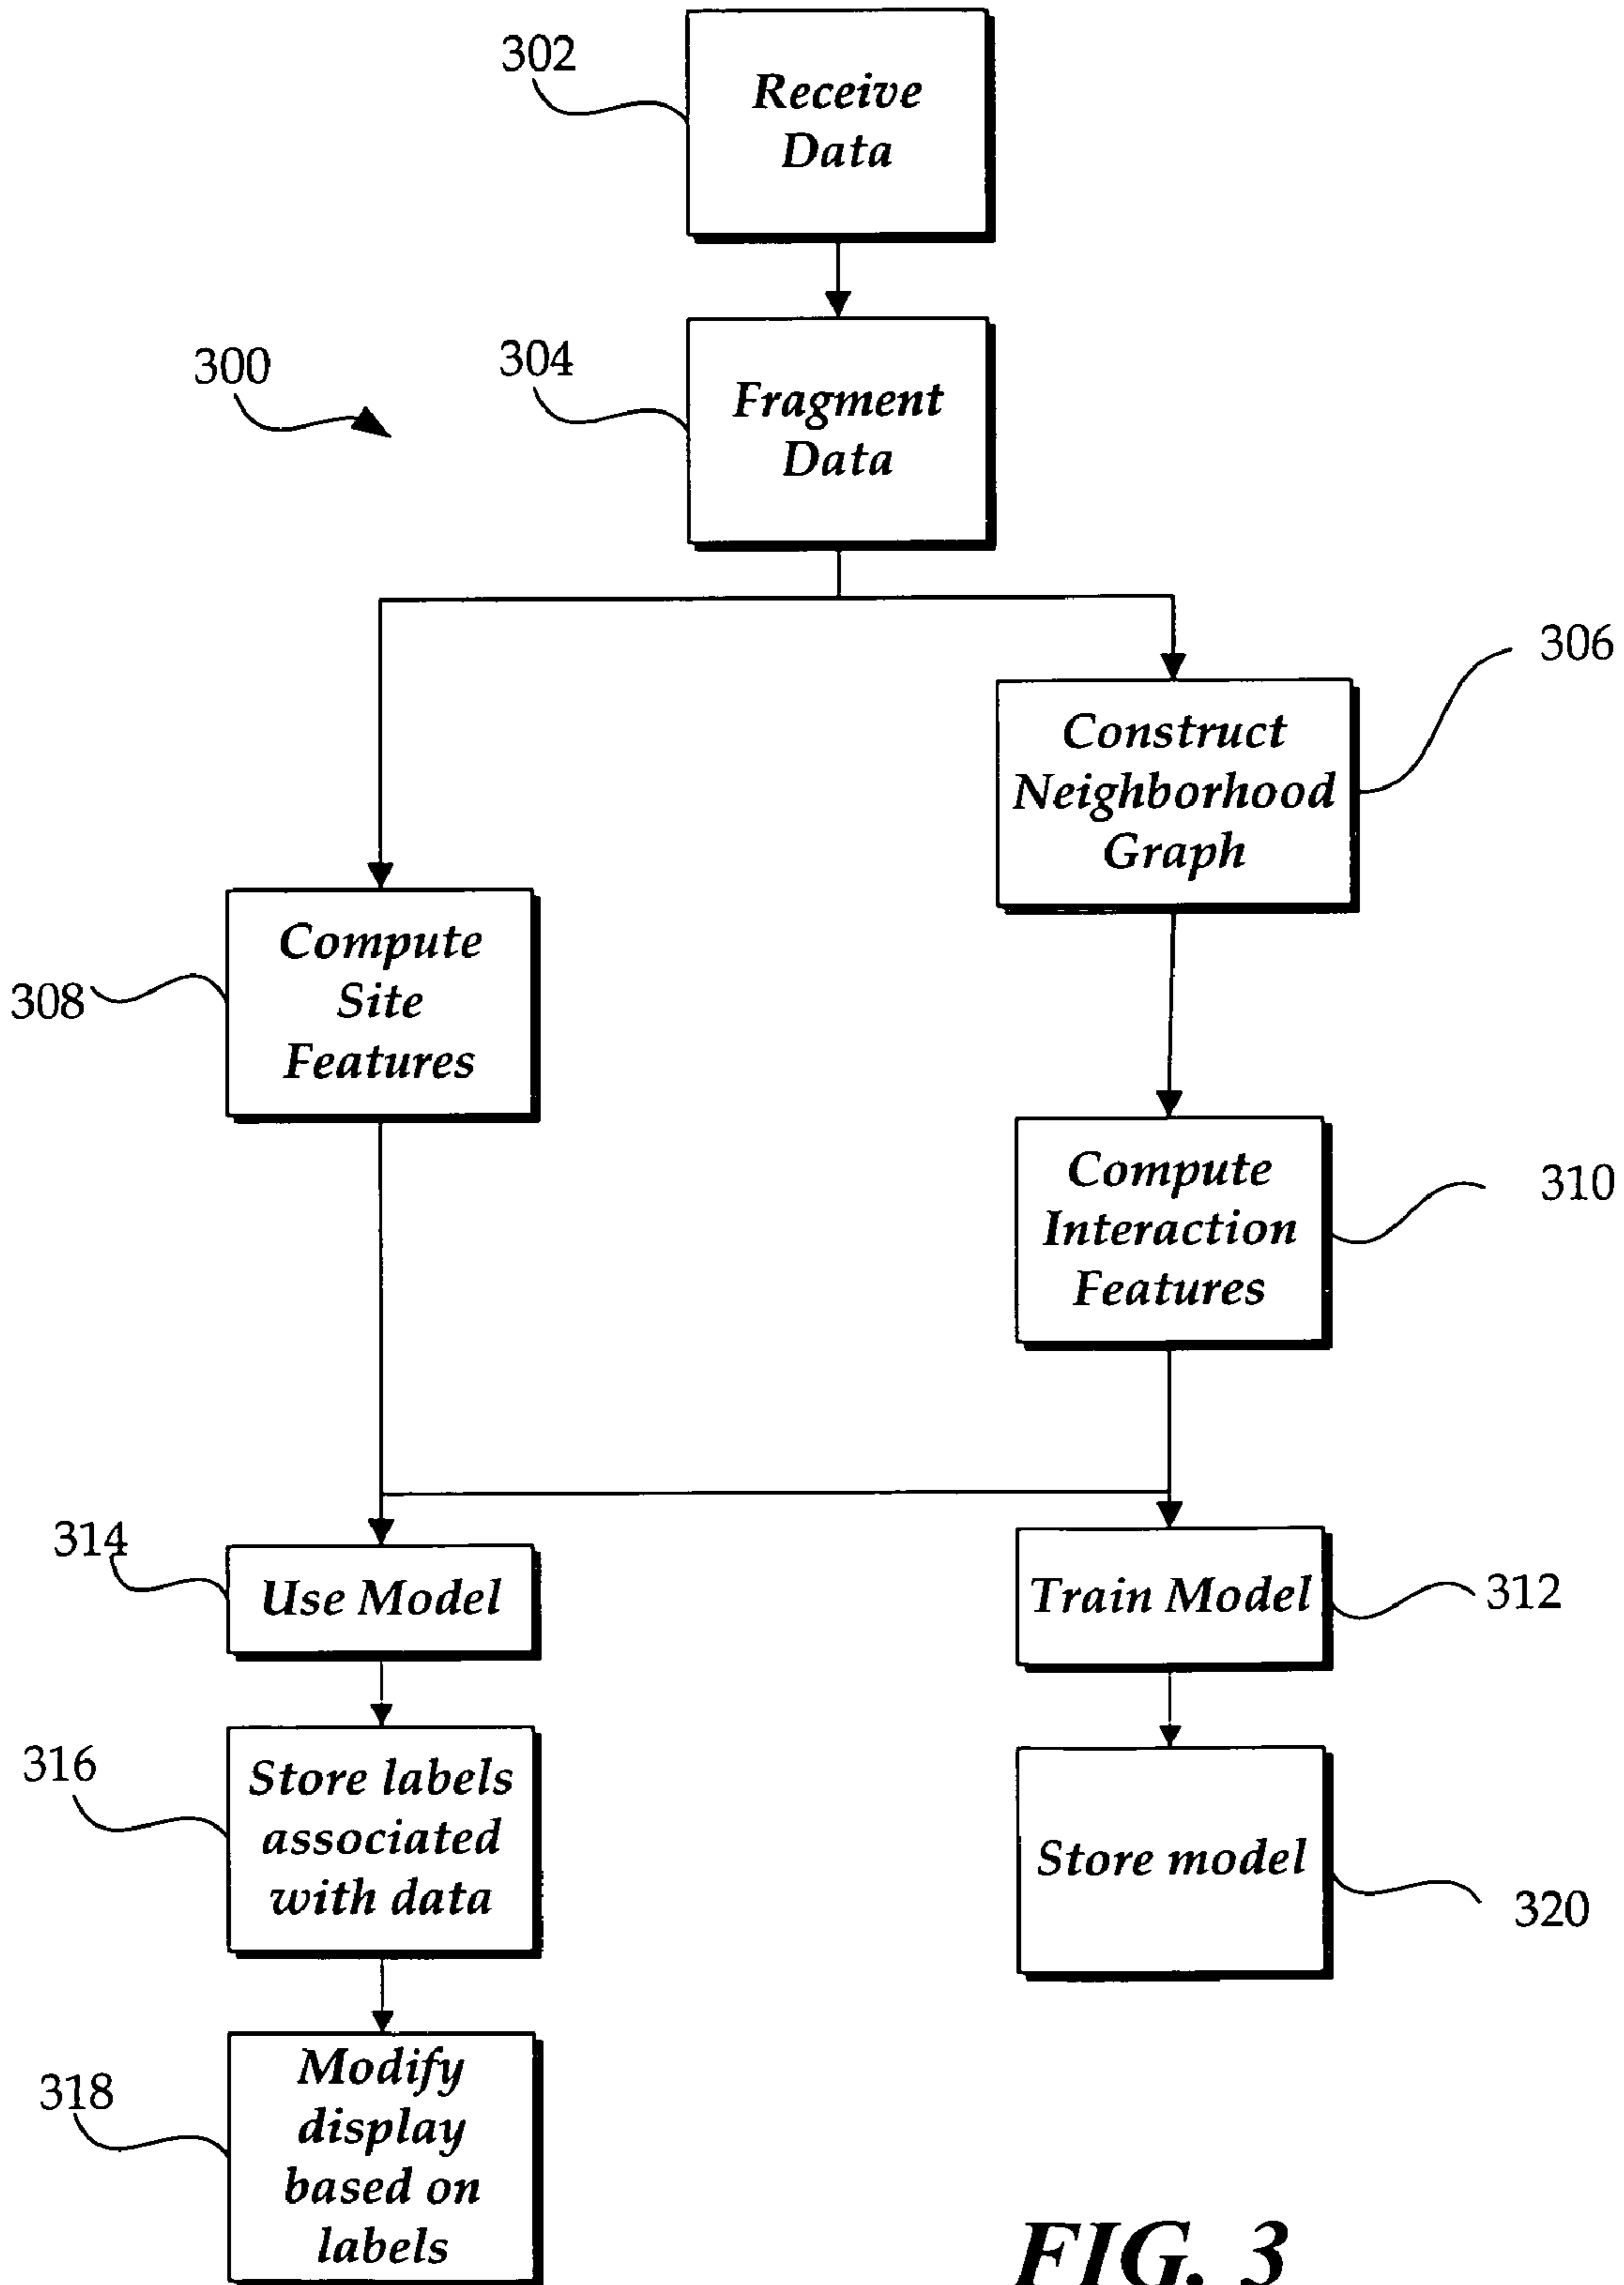 302
Receive
Data
300
304
Fragment
Data
306
Construct
Neighborhood
Graph
308
Compute
Site
Features
310
Compute
Interaction
Features
314
Use Model
312
Train Model
316
Store labels
associated
with data
320
Store model
318
Modify
display
based on
labels
FIG. 3